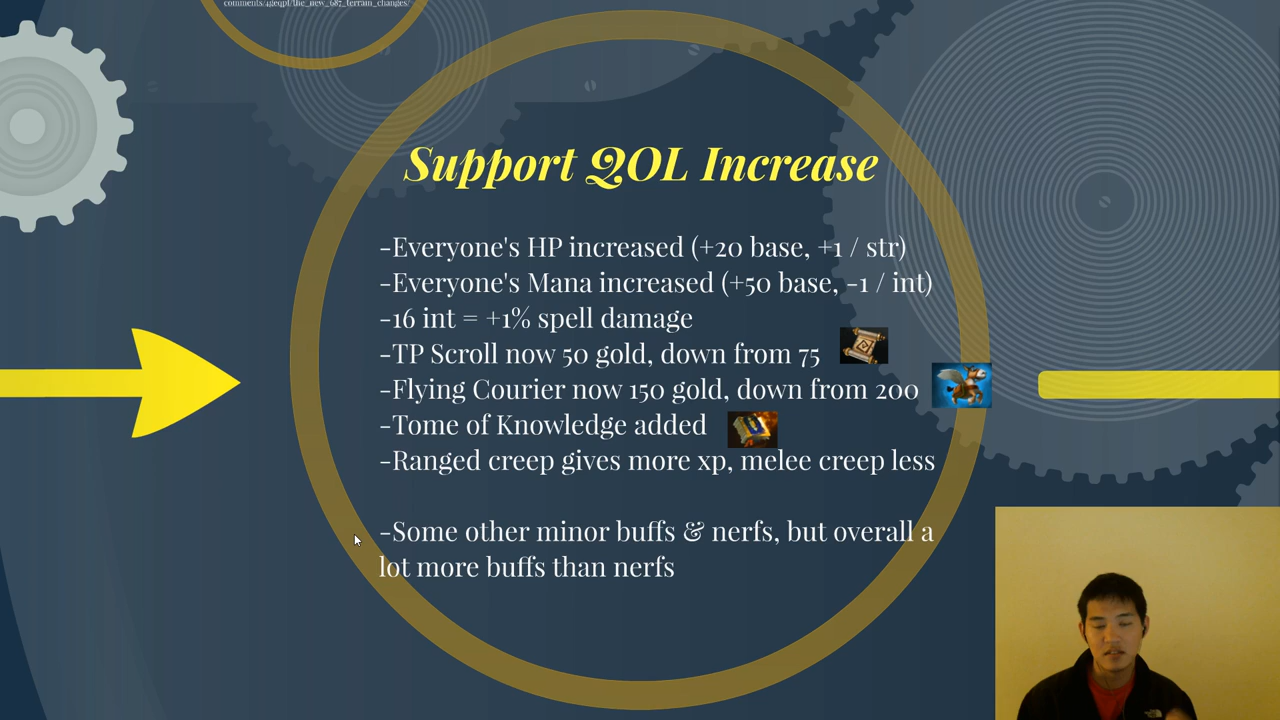 comments/4geqpf/the_new_687_terrain_changes/
Support QOL Increase
-Everyone's HP increased (+20 base, +1 / str)
-Everyone's Mana increased (+50 base, -1 / int)
-16 int = +1% spell damage
-TP Scroll now 50 gold, down from 75
-Flying Courier now 150 gold, down from 200
-Tome of Knowledge added
-Ranged creep gives more xp, melee creep less
-Some other minor buffs & nerfs, but overall a
lot more buffs than nerfs